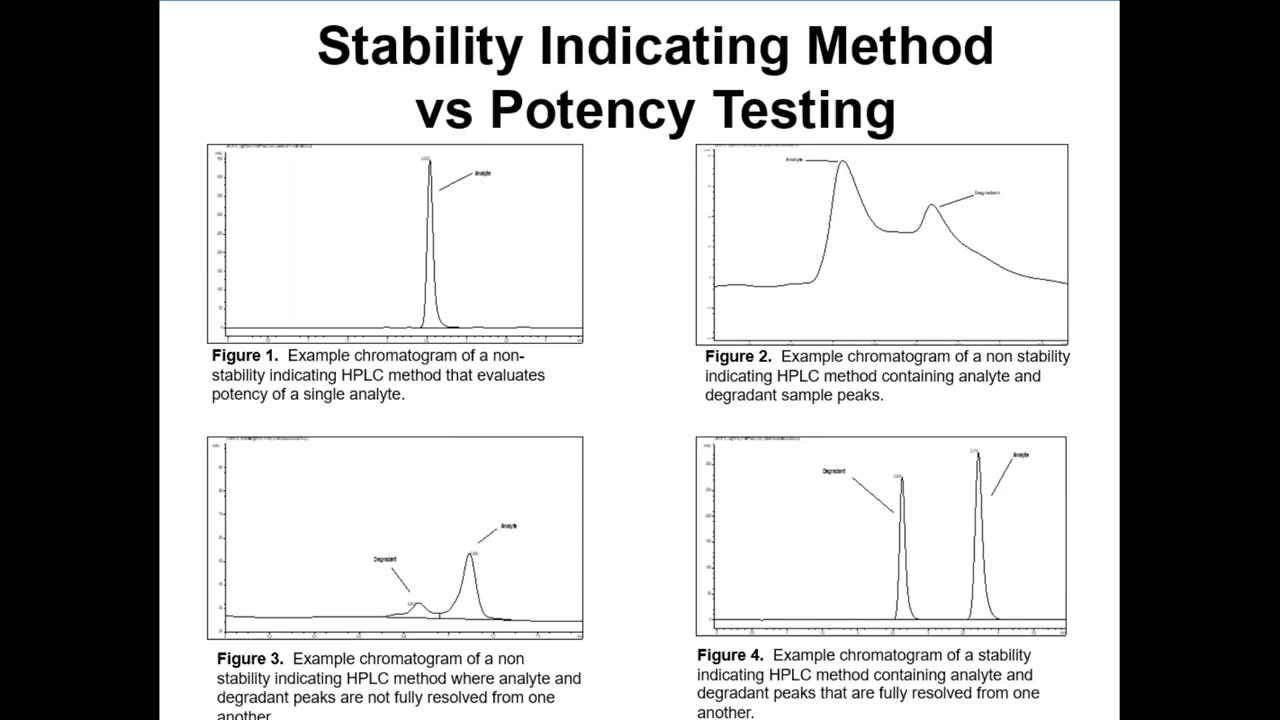 Stability Indicating Method
vs Potency Testing
Analyte
Analyte
Degradant
Figure 1. Example chromatogram of a non-
stability indicating HPLC method that evaluates
potency of a single analyte.
Figure 2. Example chromatogram of a non stability
indicating HPLC method containing analyte and
degradant sample peaks.
Analyte
Degradant
Degradant
Analyte
Figure 3. Example chromatogram of a non
stability indicating HPLC method where analyte and
degradant peaks are not fully resolved from one
another.
Figure 4. Example chromatogram of a stability
indicating HPLC method containing analyte and
degradant peaks that are fully resolved from one
another.